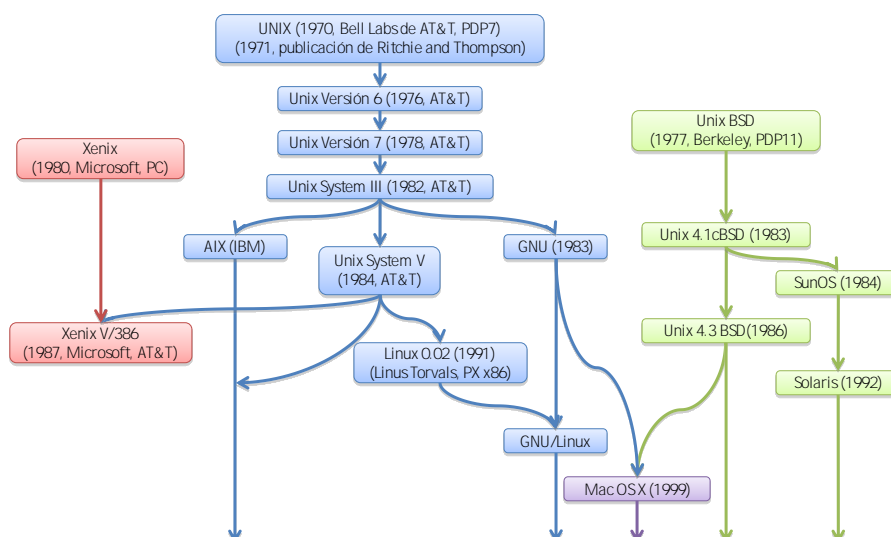 UNIX (1970, Bell Labs de AT&T, PDP7)
(1971, publicación de Ritchie and Thompson)
Unix Versión 6 (1976, AT&T)
Unix BSD
(1977, Berkeley, PDP11)
Unix Versión 7 (1978, AT&T)
Xenix
(1980, Microsoft, PC)
Unix System III (1982, AT&T)
AIX (IBM)
Unix System V
(1984, AT&T)
GNU (1983)
Unix 4.1cBSD (1983)
SunOS (1984)
Xenix V/386
(1987, Microsoft, AT&T)
Unix 4.3 BSD(1986)
Linux 0.02 (1991)
(Linus Torvals, PX x86)
Solaris (1992)
GNU/Linux
Mac OS X (1999)